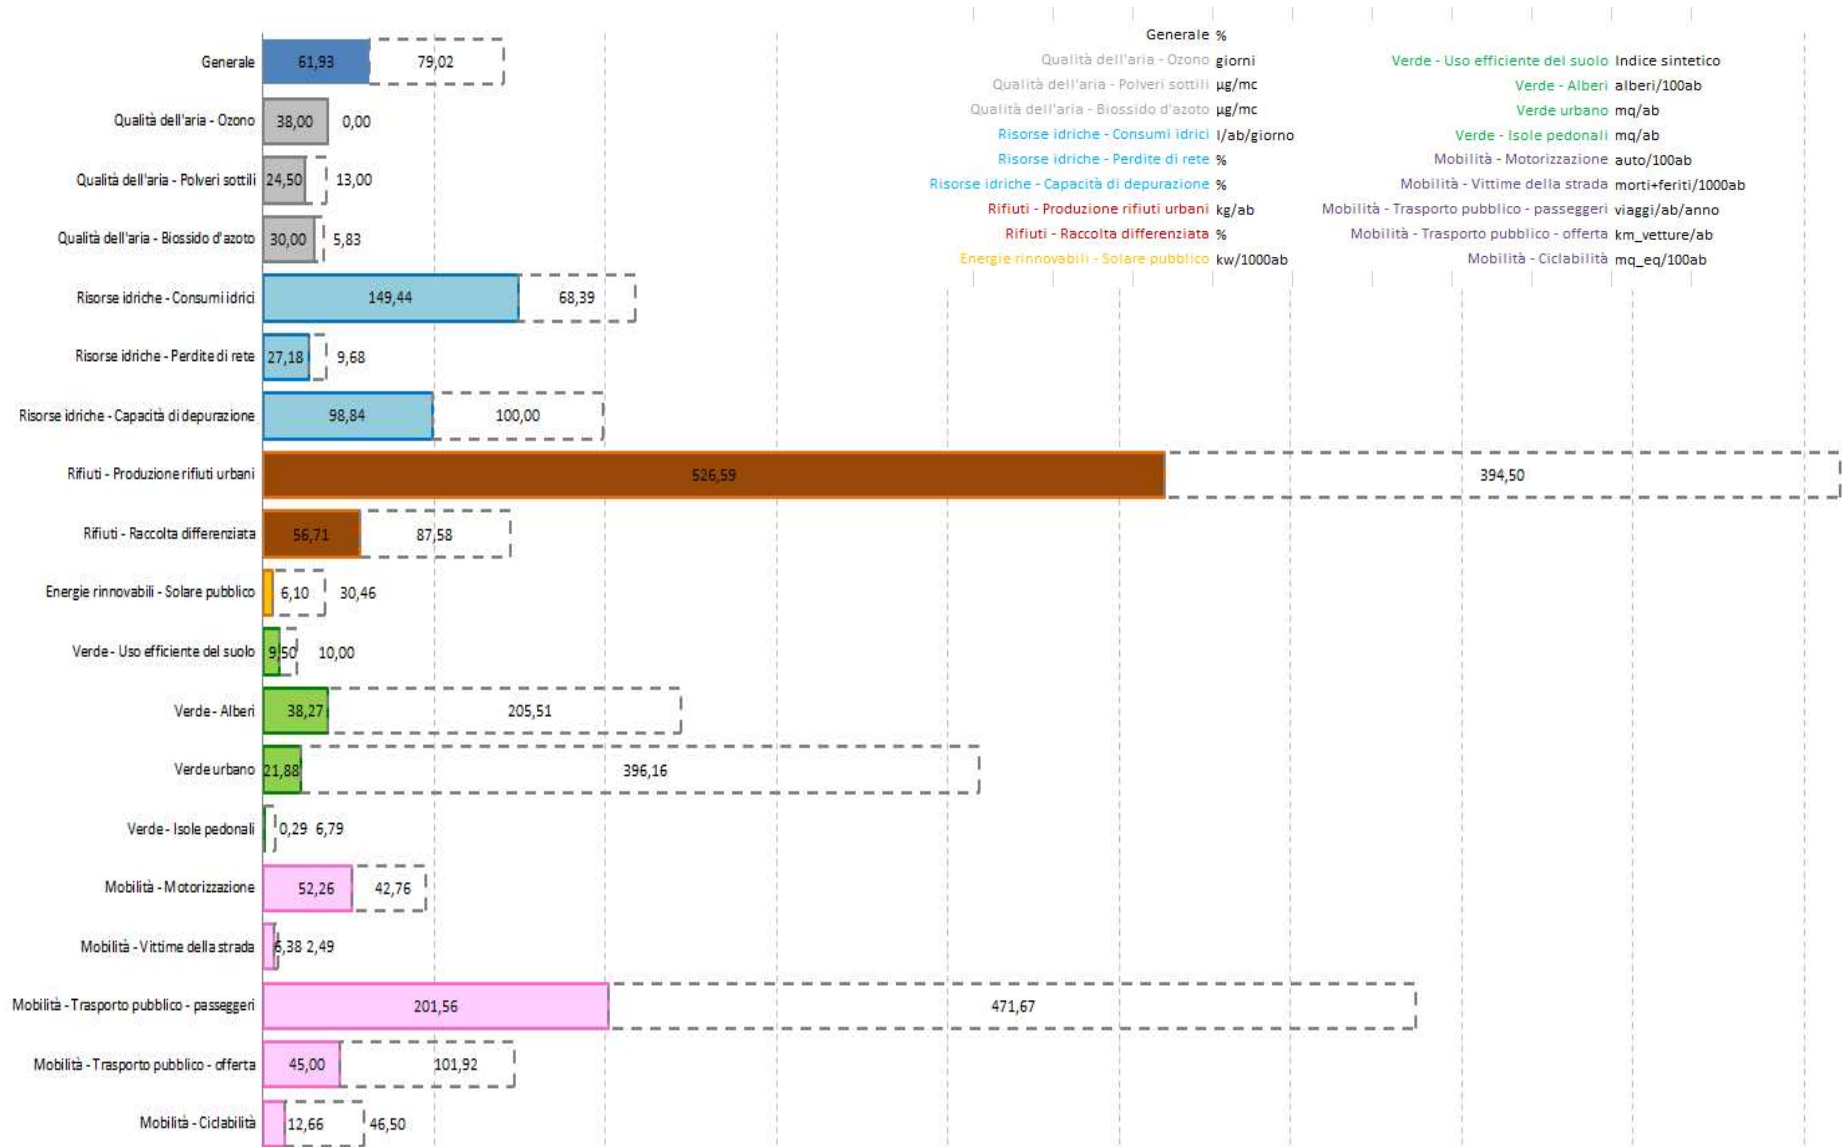 Generale %
Qualità dell'aria - Ozono giorni
Qualità dell'aria - Polveri sottili µg/mc
Qualità dell'aria - Biossido d'azoto µg/mc
Risorse idriche - Consumi idrici l/ab/giorno
Risorse idriche - Perdite di rete %
Risorse idriche - Capacità di depurazione %
Rifiuti - Produzione rifiuti urbani kg/ab
Rifiuti - Raccolta differenziata %
Energie rinnovabili - Solare pubblico kw/1000ab
Verde - Uso efficiente del suolo Indice sintetico
Verde - Alberi alberi/100ab
Verde urbano mq/ab
Verde - Isole pedonali mq/ab
Mobilità - Motorizzazione auto/100ab
Mobilità - Vittime della strada morti+feriti/1000ab
Mobilità - Trasporto pubblico - passeggeri viaggi/ab/anno
Mobilità - Trasporto pubblico - offerta km_vetture/ab
Mobilità - Ciclabilità mq_eq/100ab
Generale 61,93 79,02
Qualità dell'aria - Ozono 38,00 0,00
Qualità dell'aria - Polveri sottili 24,50 13,00
Qualità dell'aria - Biossido d'azoto 30,00 5,83
Risorse idriche - Consumi idrici 149,44 68,39
Risorse idriche - Perdite di rete 27,18 9,68
Risorse idriche - Capacità di depurazione 98,84 100,00
Rifiuti - Produzione rifiuti urbani 526,59 394,50
Rifiuti - Raccolta differenziata 56,71 87,58
Energie rinnovabili - Solare pubblico 6,10 30,46
Verde - Uso efficiente del suolo 9,50 10,00
Verde - Alberi 38,27 205,51
Verde urbano 21,88 396,16
Verde - Isole pedonali 0,29 6,79
Mobilità - Motorizzazione 52,26 42,76
Mobilità - Vittime della strada 6,38 2,49
Mobilità - Trasporto pubblico - passeggeri 201,56 471,67
Mobilità - Trasporto pubblico - offerta 45,00 101,92
Mobilità - Ciclabilità 12,66 46,50